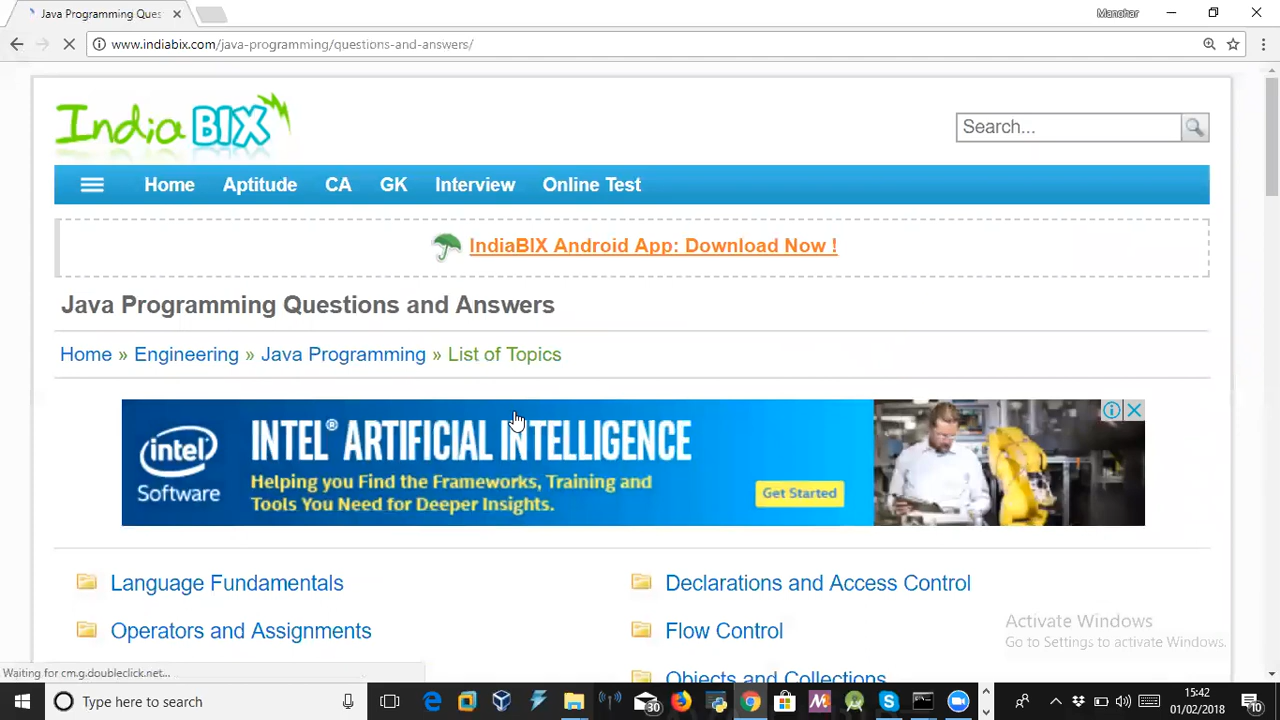 Java Programming Ques
Manohar
www.indiabix.com/java-programming/questions-and-answers/
India BIX
Search...
Home Aptitude CA GK Interview Online Test
IndiaBIX Android App: Download Now !
Java Programming Questions and Answers
Home » Engineering » Java Programming » List of Topics
intel Software
INTEL® ARTIFICIAL INTELLIGENCE
Helping you Find the Frameworks, Training and
Tools You Need for Deeper Insights.
Get Started
Language Fundamentals
Declarations and Access Control
Operators and Assignments
Flow Control
Objects and Collections
Activate Windows
Go to Settings to activate Windows.
Waiting for cm.g.doubleclick.net...
Type here to search
30
15:42
01/02/2018
10